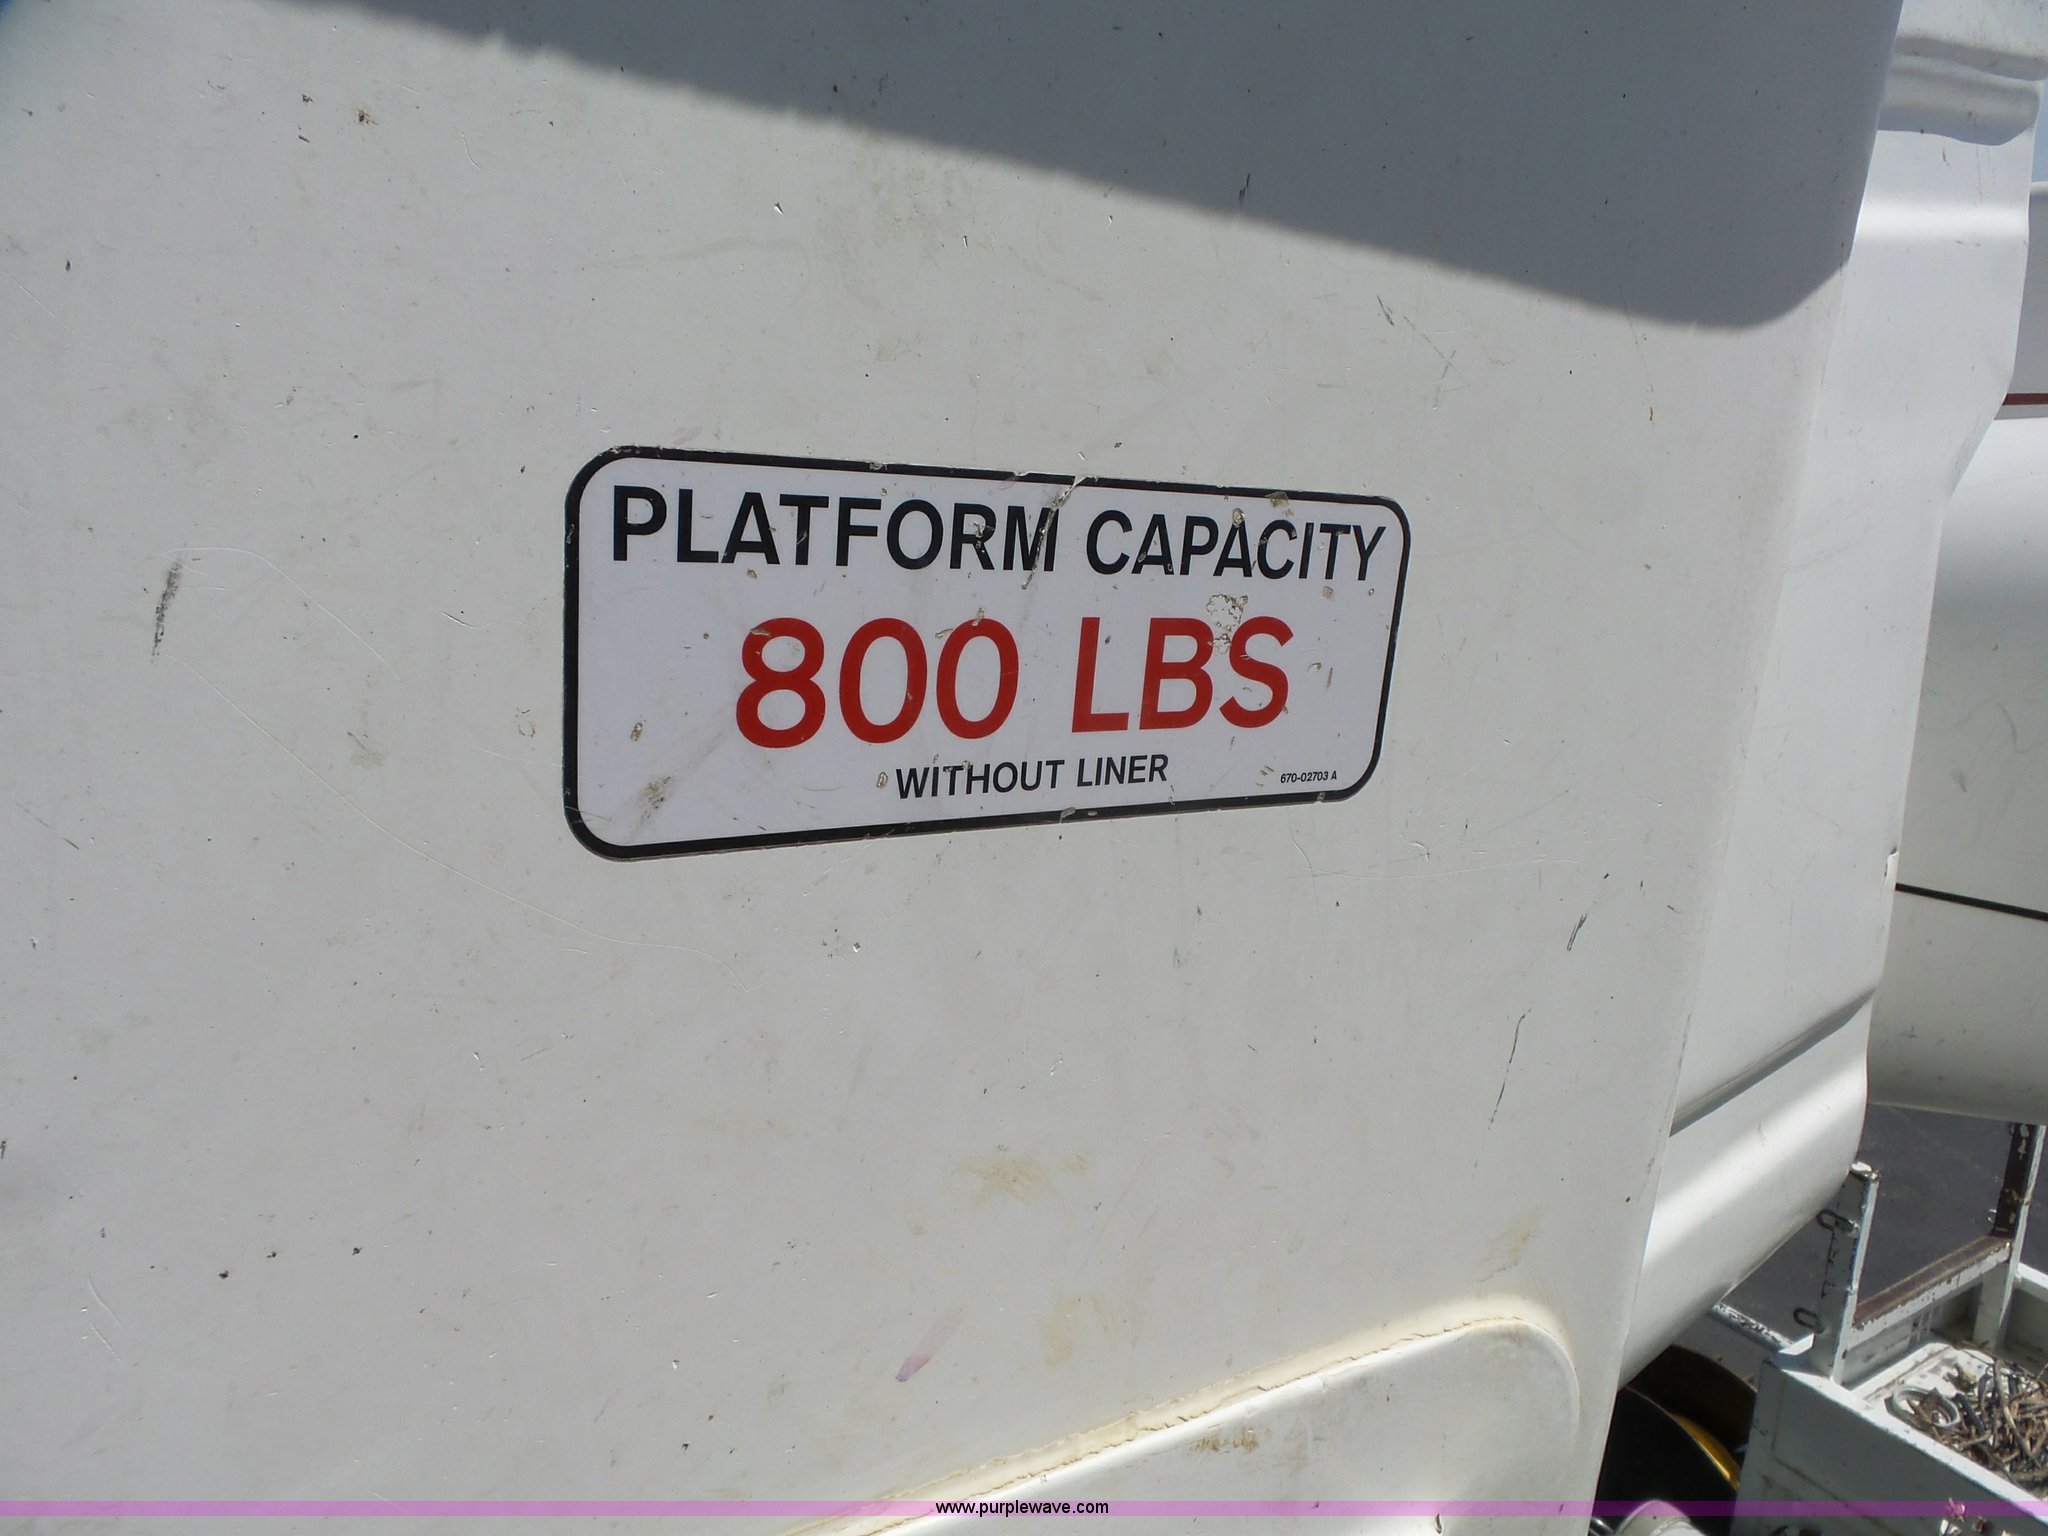 PLATFORM CAPACITY
800 LBS
WITHOUT LINER
670-02703 A
www.purplewave.com